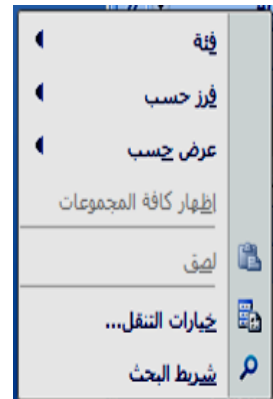 فئة
فرز حسب
عرض حسب
إظهار كافة المجموعات
لصق
خيارات التنقل...
شريط البحث